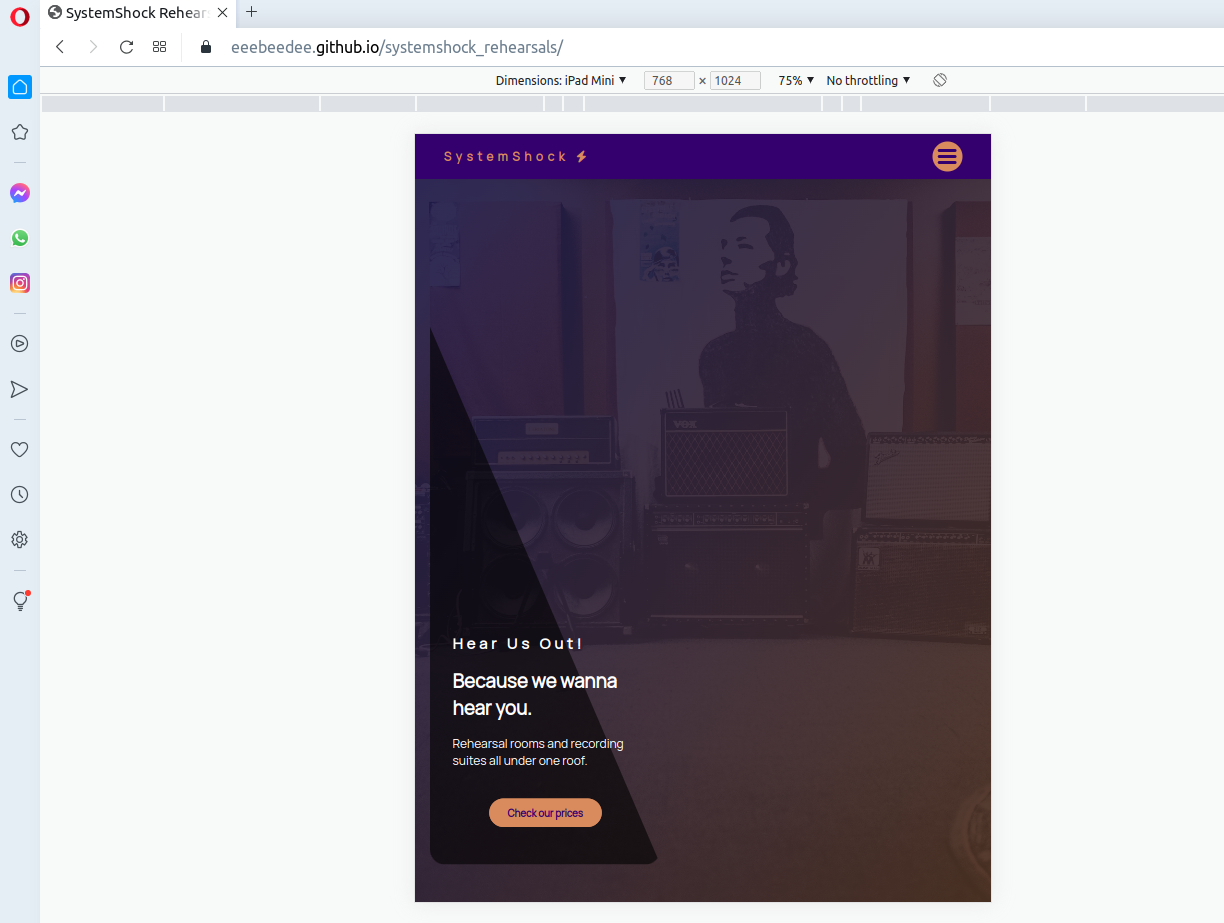 SystemShock Rehear
eeebeedee.github.io/systemshock_rehearsals/
Dimensions: iPad Mini ▼ 768 × 1024 75% ▼ No throttling ▼
SystemShock
VOX
Hear Us Out!
Because we wanna
hear you.
Rehearsal rooms and recording
suites all under one roof.
Check our prices